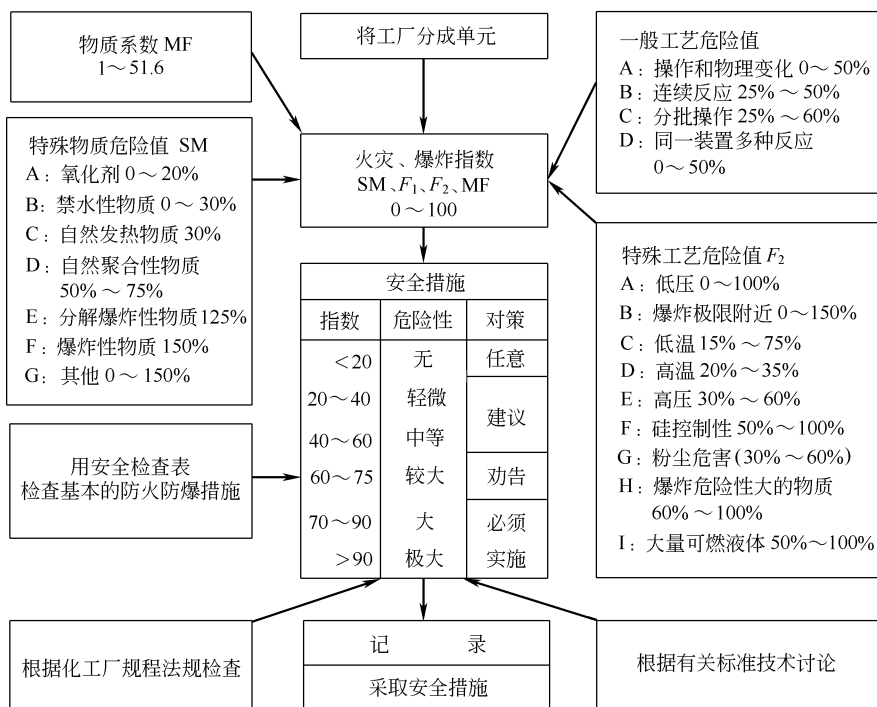 物质系数 MF
1～51.6
将工厂分成单元
一般工艺危险值
A：操作和物理变化 0～50%
B：连续反应 25%～50%
C：分批操作 25%～60%
D：同一装置多种反应
0～50%
特殊物质危险值 SM
A：氧化剂 0～20%
B：禁水性物质 0～30%
C：自然发热物质 30%
D：自然聚合性物质
50%～75%
E：分解爆炸性物质125%
F：爆炸性物质 150%
G：其他 0～150%
火灾、爆炸指数
SM、F₁、F₂、MF
0～100
特殊工艺危险值 F₂
A：低压 0～100%
B：爆炸极限附近 0～150%
C：低温 15%～75%
D：高温 20%～35%
E：高压 30%～60%
F：硅控制性 50%～100%
G：粉尘危害(30%～60%)
H：爆炸危险性大的物质
60%～100%
I：大量可燃液体 50%～100%
安全措施
指数 危险性 对策
<20 无 任意
20～40 轻微
建议
40～60 中等
60～75 较大 劝告
70～90 大 必须
>90 极大 实施
用安全检查表
检查基本的防火防爆措施
根据化工厂规程法规检查
记 录
采取安全措施
根据有关标准技术讨论